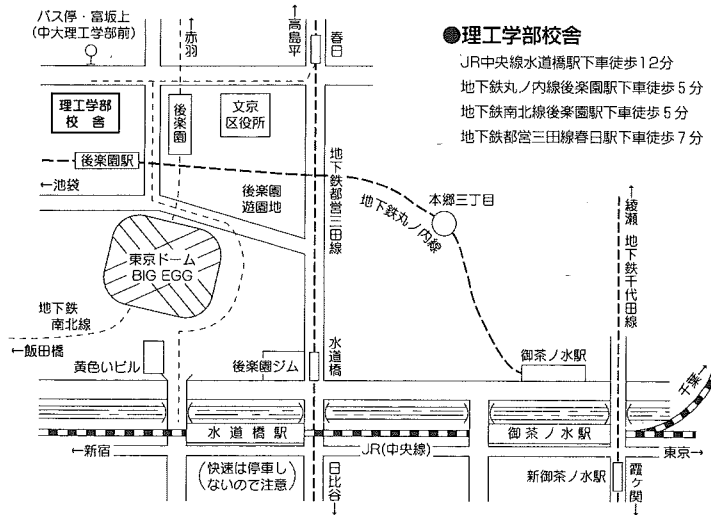 バス停・富坂上
(中大理工学部前)
←赤羽
←高島平
春日
●理工学部校舎
JR中央線水道橋駅下車徒歩12分
地下鉄丸ノ内線後楽園駅下車徒歩5分
地下鉄南北線後楽園駅下車徒歩5分
地下鉄都営三田線春日駅下車徒歩7分
理工学部
校舎
後楽園
文京
区役所
後楽園駅
←池袋
後楽園
遊園地
地下鉄都営三田線
地下鉄丸ノ内線
本郷三丁目
←綾瀬 地下鉄千代田線
東京ドーム
BIG EGG
地下鉄
南北線
←飯田橋
黄色いビル
後楽園ジム
水道橋
御茶ノ水駅
千葉→
水道橋駅
御茶ノ水駅
←新宿
JR(中央線)
東京→
(快速は停車し
ないので注意)
日比谷→
新御茶ノ水駅
霞ヶ関→